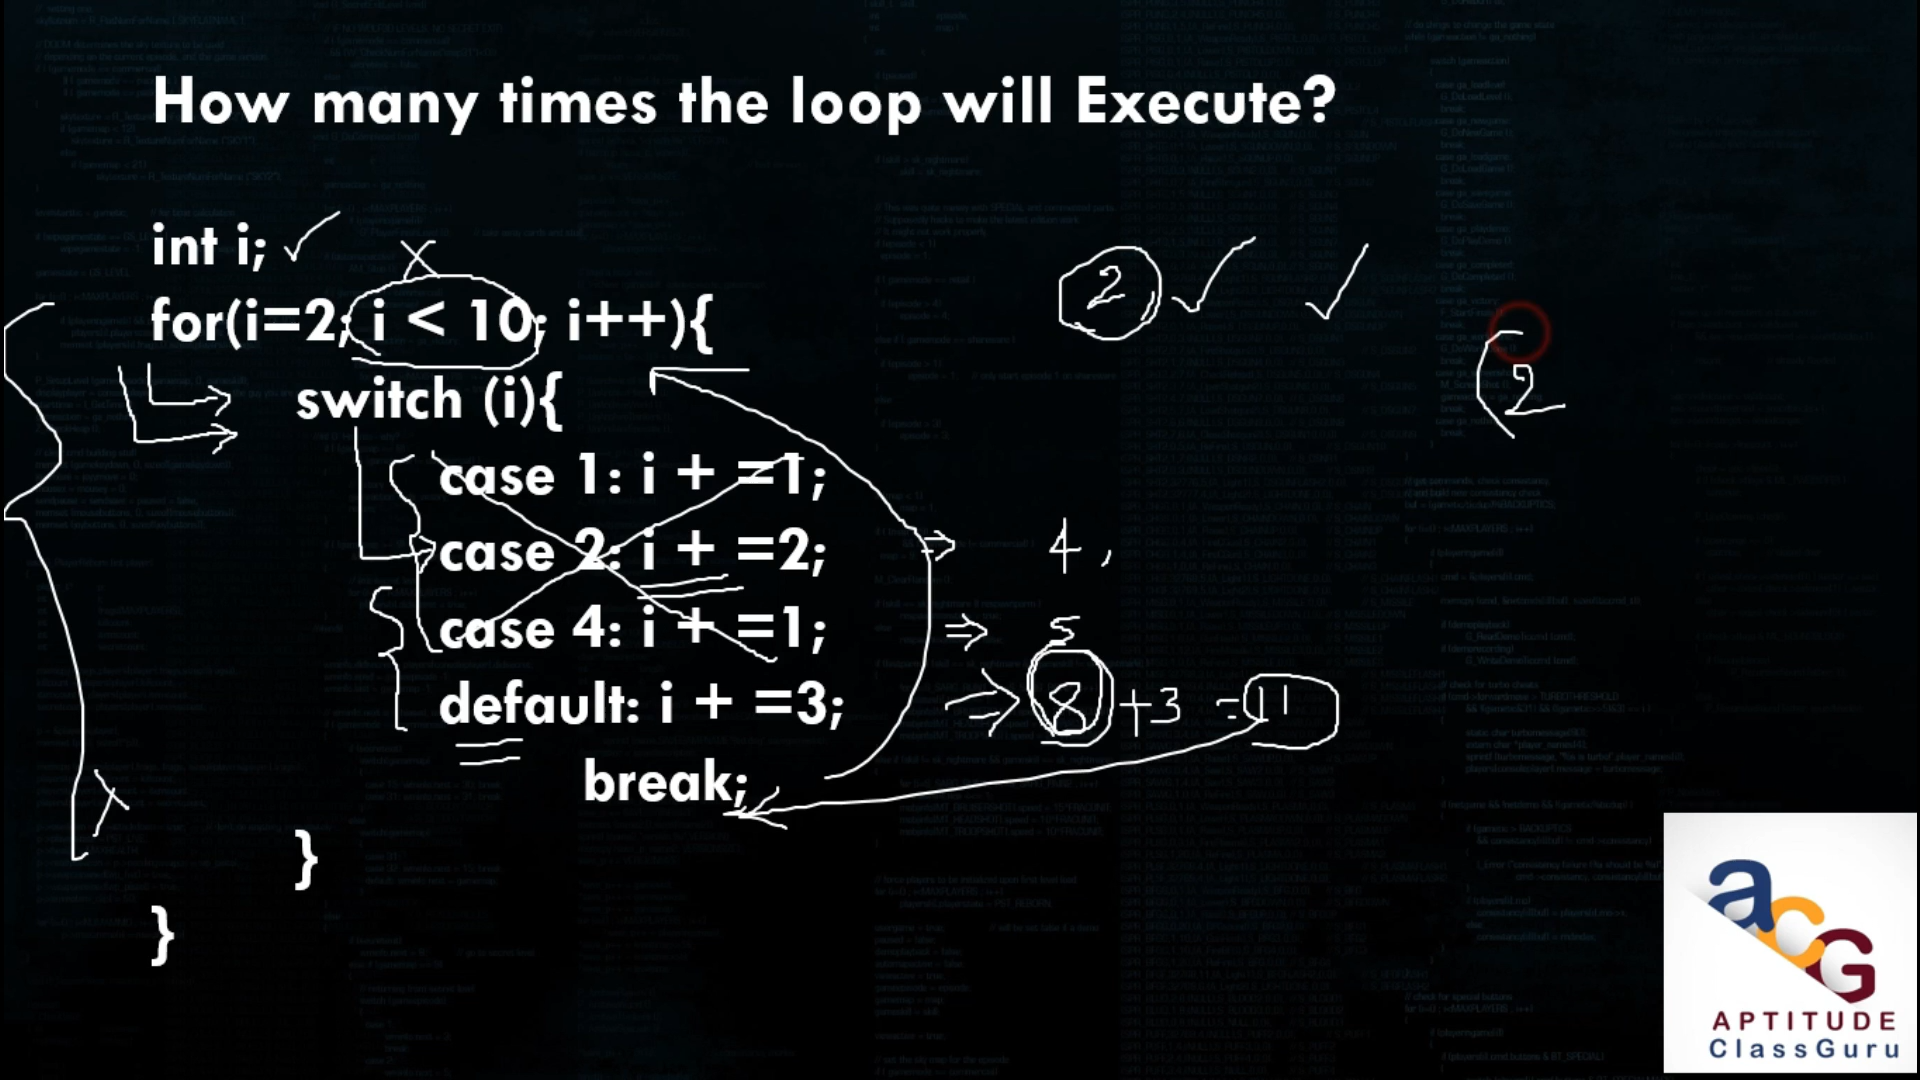 How many times the loop will Execute?
int i;
for(i=2; i < 10; i++){
2
2
switch (i){
case 1: i + =1;
case 2: i + =2;
4,
case 4: i + =1;
5
default: i + =3;
8 +3 =11
break;
}
}
aCG
APTITUDE
ClassGuru